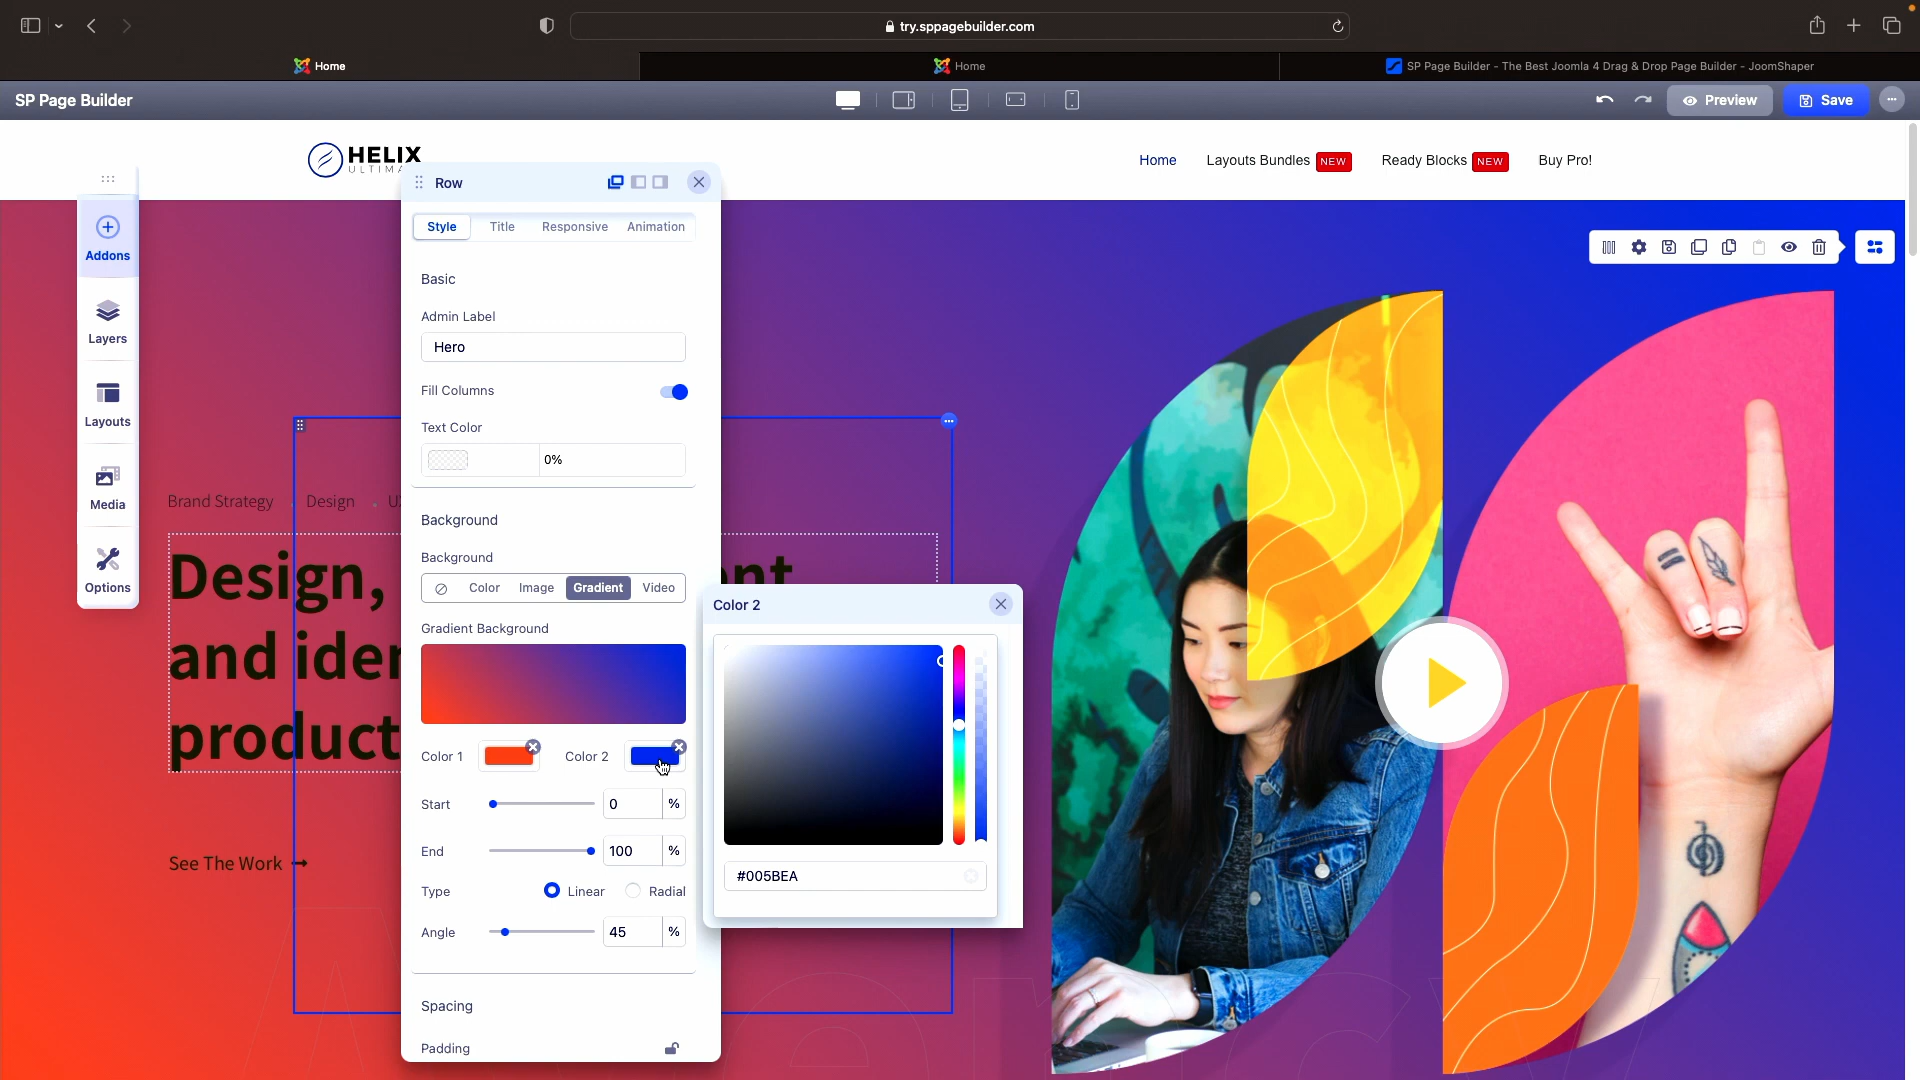 try.sppagebuilder.com
Home
Home
SP Page Builder - The Best Joomla 4 Drag & Drop Page Builder - JoomShaper
SP Page Builder
Preview
Save
HELIX
Home
Layouts Bundles NEW
Ready Blocks NEW
Buy Pro!
Addons
Layers
Layouts
Media
Options
Row
Style
Title
Responsive
Animation
Basic
Admin Label
Hero
Fill Columns
Text Color
0%
Background
Background
Color
Image
Gradient
Video
Gradient Background
Color 1
Color 2
Start
0
%
End
100
%
Type
Linear
Radial
Angle
45
%
Spacing
Padding
Color 2
#005BEA
Brand Strategy . Design .
Design,
product
See The Work